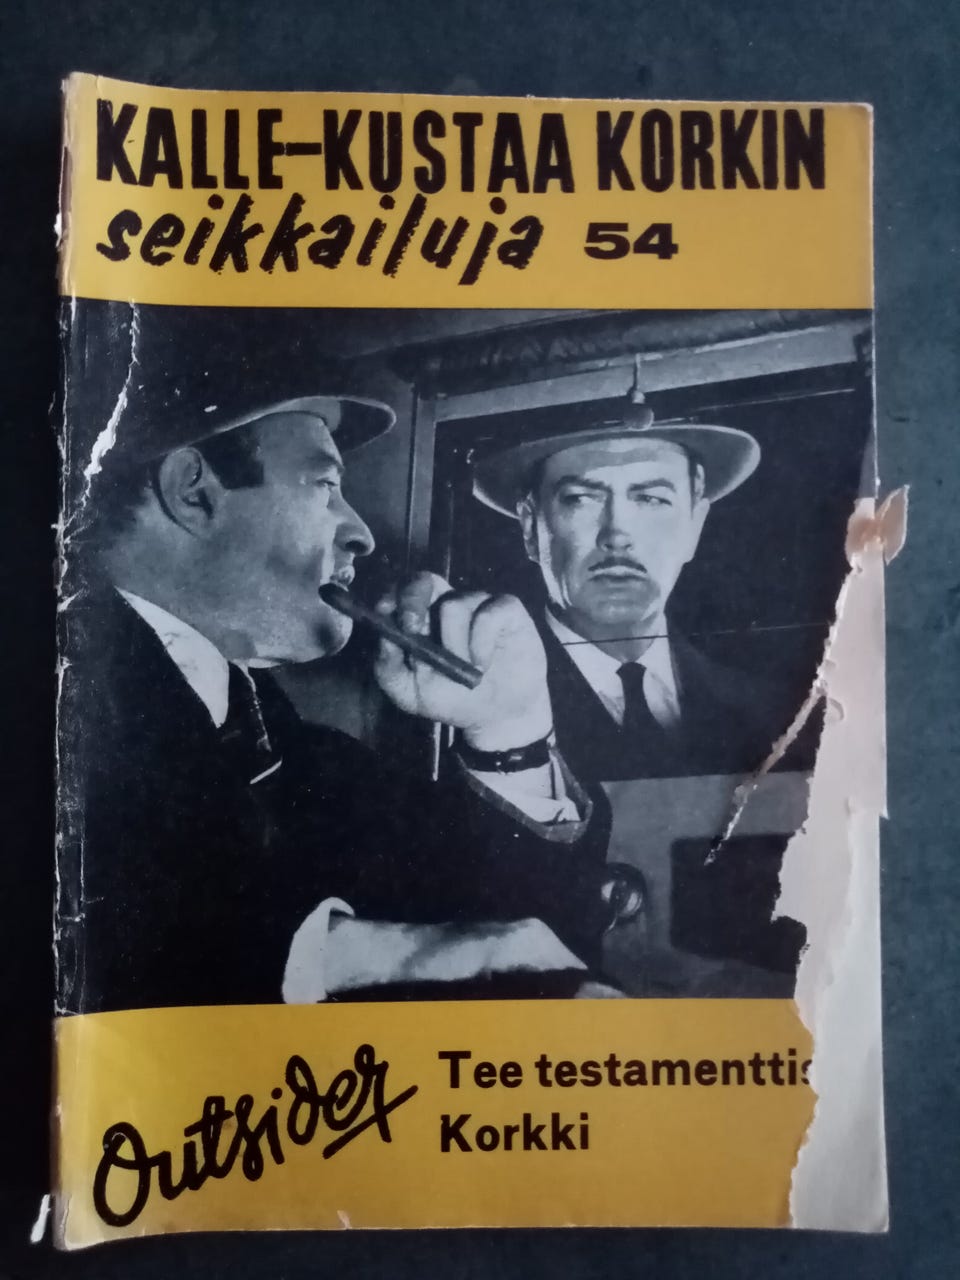 KALLE-KUSTAA KORKIN
seikkailuja 54
Outsider
Tee testamenttis
Korkki